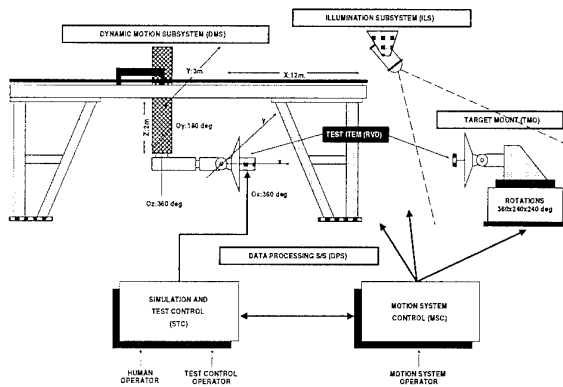 ILLUMINATION SUBSYSTEM (ILS)
DYNAMIC MOTION SUBSYSTEM (DMS)
Y:3m
X:12m
Z:2m
Oy:180 deg
Y
TEST ITEM (RVD)
TARGET MOUNT (TMO)
X
Oz:360 deg
Ox:360 deg
ROTATIONS
360x240x240 deg
DATA PROCESSING S/S (DPS)
SIMULATION AND
TEST CONTROL
(STC)
MOTION SYSTEM
CONTROL (MSC)
HUMAN
OPERATOR
TEST CONTROL
OPERATOR
MOTION SYSTEM
OPERATOR